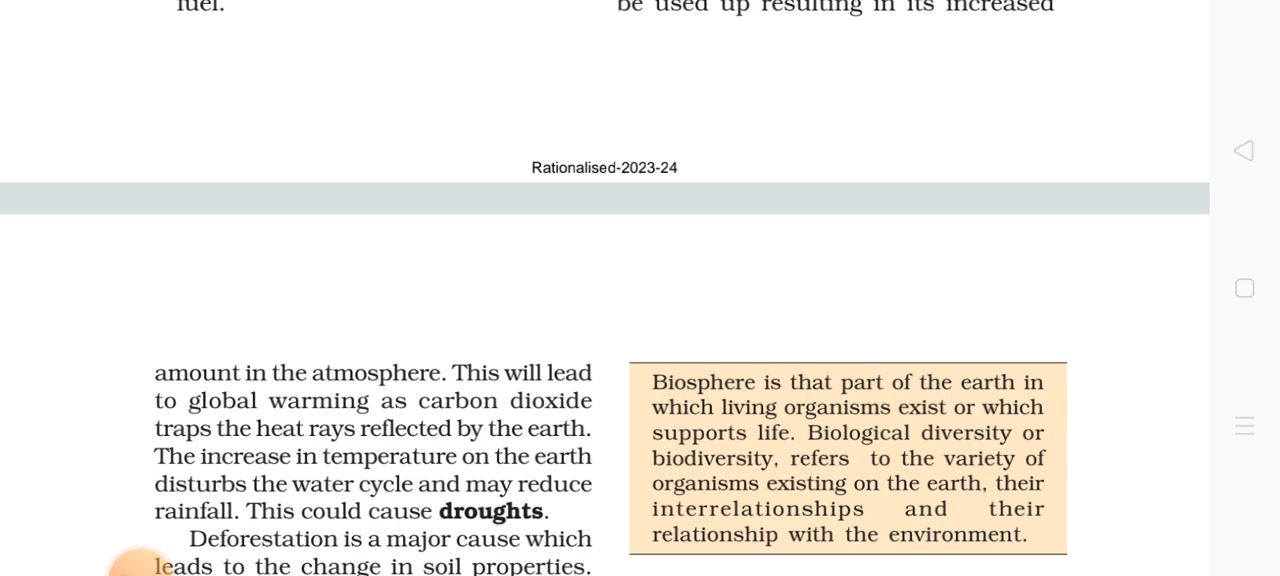 fuel.
be used up resulting in its increased
Rationalised-2023-24
amount in the atmosphere. This will lead
to global warming as carbon dioxide
traps the heat rays reflected by the earth.
The increase in temperature on the earth
disturbs the water cycle and may reduce
rainfall. This could cause droughts.
Deforestation is a major cause which
leads to the change in soil properties.
Biosphere is that part of the earth in
which living organisms exist or which
supports life. Biological diversity or
biodiversity, refers to the variety of
organisms existing on the earth, their
interrelationships and their
relationship with the environment.